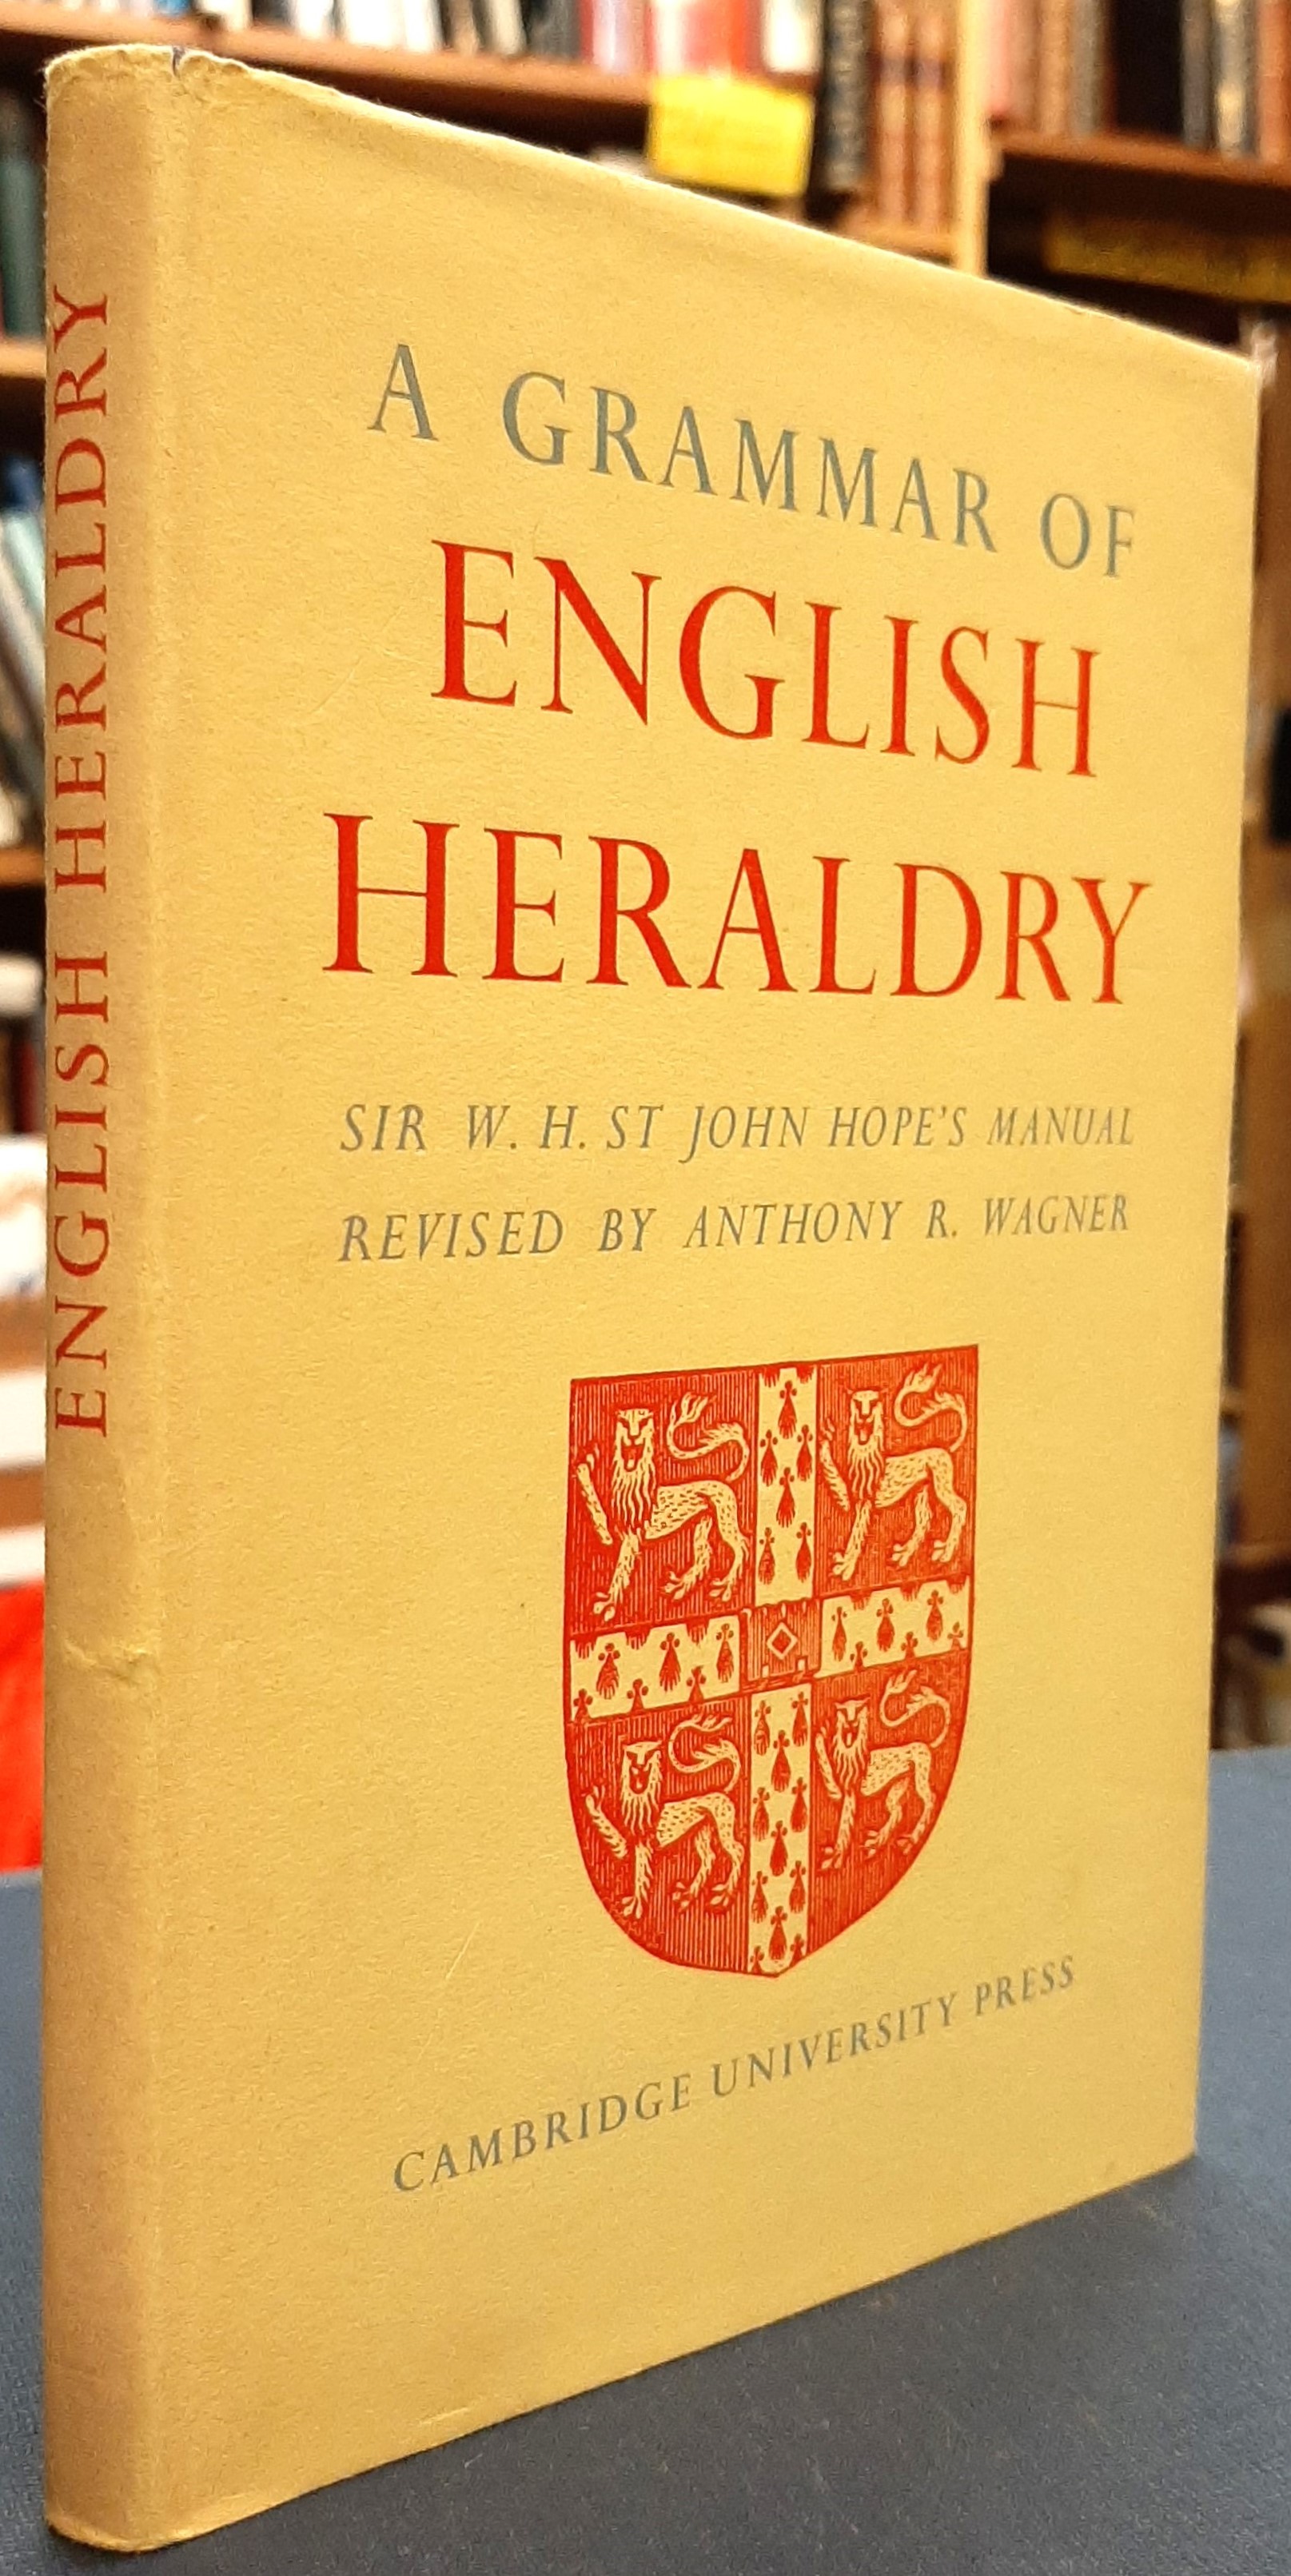 ENGLISH HERALDRY
A GRAMMAR OF
ENGLISH
HERALDRY
SIR W. H. ST JOHN HOPE'S MANUAL
REVISED BY ANTHONY R. WAGNER
CAMBRIDGE UNIVERSITY PRESS